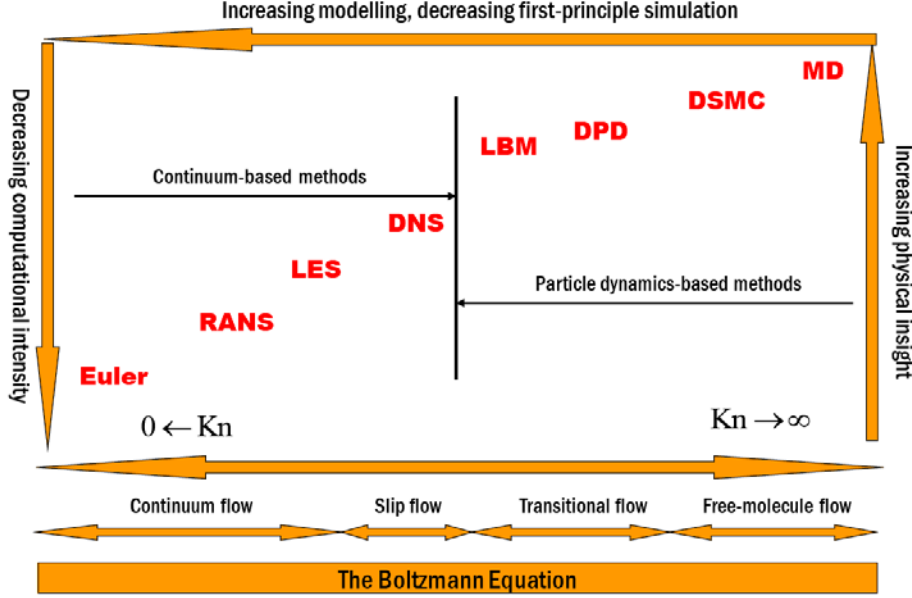 Increasing modelling, decreasing first-principle simulation
Decreasing computational intensity
MD
DSMC
DPD
LBM
Continuum-based methods
DNS
LES
Particle dynamics-based methods
RANS
Euler
Increasing physical insight
0 ← Kn
Kn → ∞
Continuum flow
Slip flow
Transitional flow
Free-molecule flow
The Boltzmann Equation